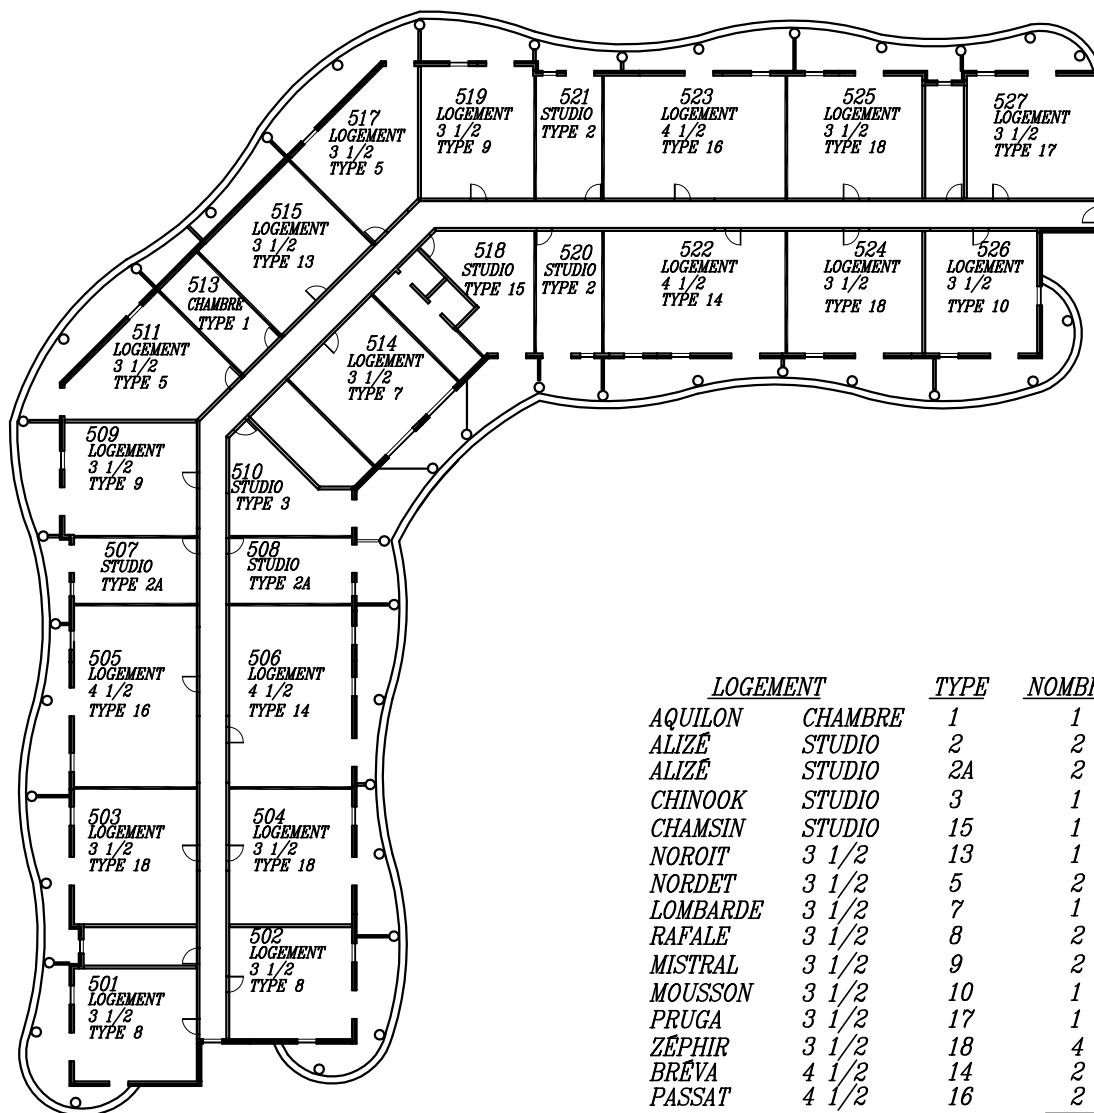 519
LOGEMENT
3 1/2
TYPE 9
521
STUDIO
TYPE 2
523
LOGEMENT
4 1/2
TYPE 16
525
LOGEMENT
3 1/2
TYPE 18
527
LOGEMENT
3 1/2
TYPE 17
517
LOGEMENT
3 1/2
TYPE 5
515
LOGEMENT
3 1/2
TYPE 13
513
CHAMBRE
TYPE 1
511
LOGEMENT
3 1/2
TYPE 5
518
STUDIO
TYPE 15
520
STUDIO
TYPE 2
522
LOGEMENT
4 1/2
TYPE 14
524
LOGEMENT
3 1/2
TYPE 18
526
LOGEMENT
3 1/2
TYPE 10
514
LOGEMENT
3 1/2
TYPE 7
509
LOGEMENT
3 1/2
TYPE 9
510
STUDIO
TYPE 3
507
STUDIO
TYPE 2A
508
STUDIO
TYPE 2A
505
LOGEMENT
4 1/2
TYPE 16
506
LOGEMENT
4 1/2
TYPE 14
503
LOGEMENT
3 1/2
TYPE 18
504
LOGEMENT
3 1/2
TYPE 18
502
LOGEMENT
3 1/2
TYPE 8
501
LOGEMENT
3 1/2
TYPE 8
LOGEMENT TYPE NOMB
AQUILON CHAMBRE 1 1
ALIZÉ STUDIO 2 2
ALIZÉ STUDIO 2A 2
CHINOOK STUDIO 3 1
CHAMSIN STUDIO 15 1
NOROIT 3 1/2 13 1
NORDET 3 1/2 5 2
LOMBARDE 3 1/2 7 1
RAFALE 3 1/2 8 2
MISTRAL 3 1/2 9 2
MOUSSON 3 1/2 10 1
PRUGA 3 1/2 17 1
ZÉPHIR 3 1/2 18 4
BRÉVA 4 1/2 14 2
PASSAT 4 1/2 16 2